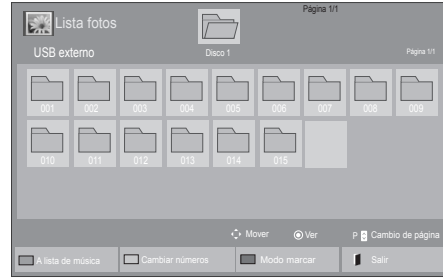 Página 1/1
Lista fotos
USB externo
Disco 1
Página 1/1
001 002 003 004 005 006 007 008 009
010 011 012 013 014 015
Mover Ver P Cambio de página
A lista de música Cambiar números Modo marcar Salir